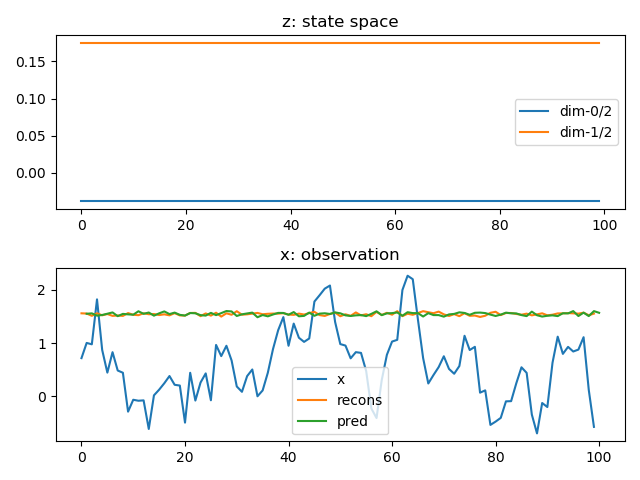 z: state space
0.15
0.10
0.05
0.00
dim-0/2
dim-1/2
0 20 40 60 80 100
x: observation
2
1
0
x
recons
pred
0 20 40 60 80 100